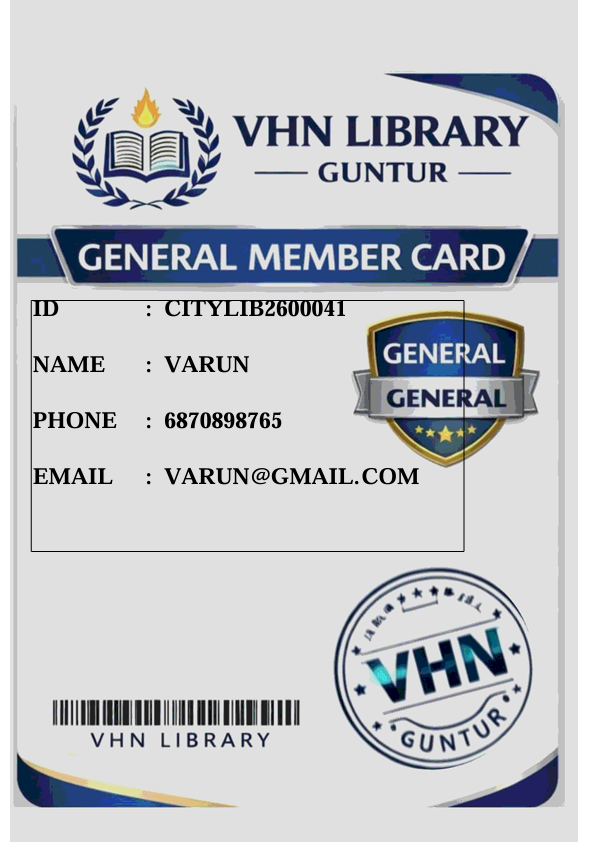 VHN LIBRARY
GUNTUR
GENERAL MEMBER CARD
ID : CITYLIB2600041
NAME : VARUN
PHONE : 6870898765
EMAIL : VARUN@GMAIL.COM
GENERAL
GENERAL
VHN
GUNTUR
VHN LIBRARY